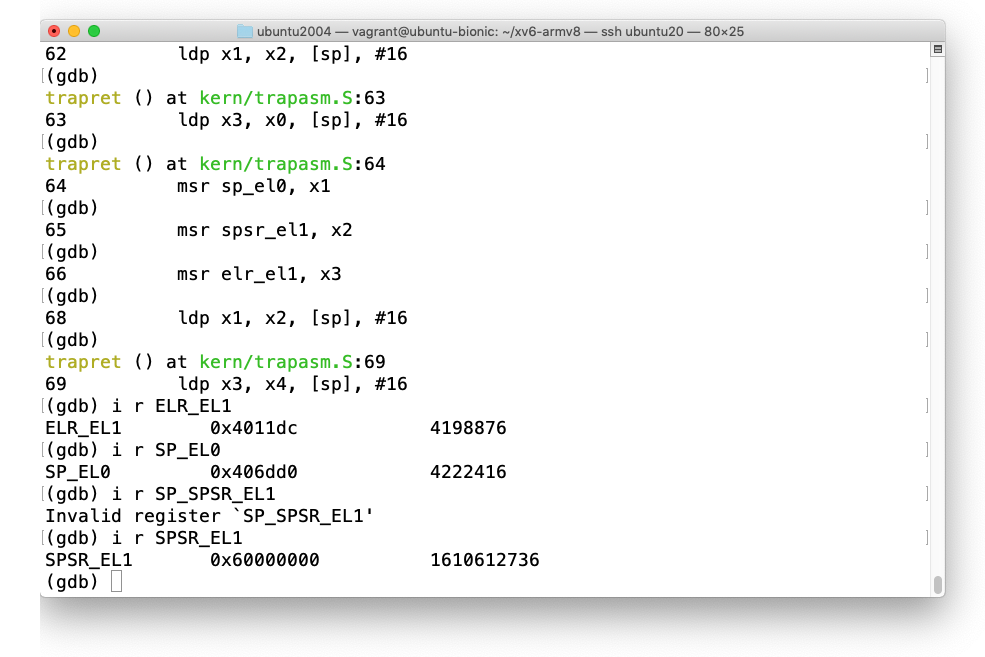 ubuntu2004 — vagrant@ubuntu-bionic: ~/xv6-armv8 — ssh ubuntu20 — 80×25
62          ldp x1, x2, [sp], #16
[(gdb) ]
trapret () at kern/trapasm.S:63
63          ldp x3, x0, [sp], #16
[(gdb) ]
trapret () at kern/trapasm.S:64
64          msr sp_el0, x1
[(gdb) ]
65          msr spsr_el1, x2
[(gdb) ]
66          msr elr_el1, x3
[(gdb) ]
68          ldp x1, x2, [sp], #16
[(gdb) ]
trapret () at kern/trapasm.S:69
69          ldp x3, x4, [sp], #16
[(gdb) i r ELR_EL1 ]
ELR_EL1        0x4011dc            4198876
[(gdb) i r SP_EL0 ]
SP_EL0         0x406dd0            4222416
[(gdb) i r SP_SPSR_EL1 ]
Invalid register `SP_SPSR_EL1'
[(gdb) i r SPSR_EL1 ]
SPSR_EL1       0x60000000          1610612736
(gdb)